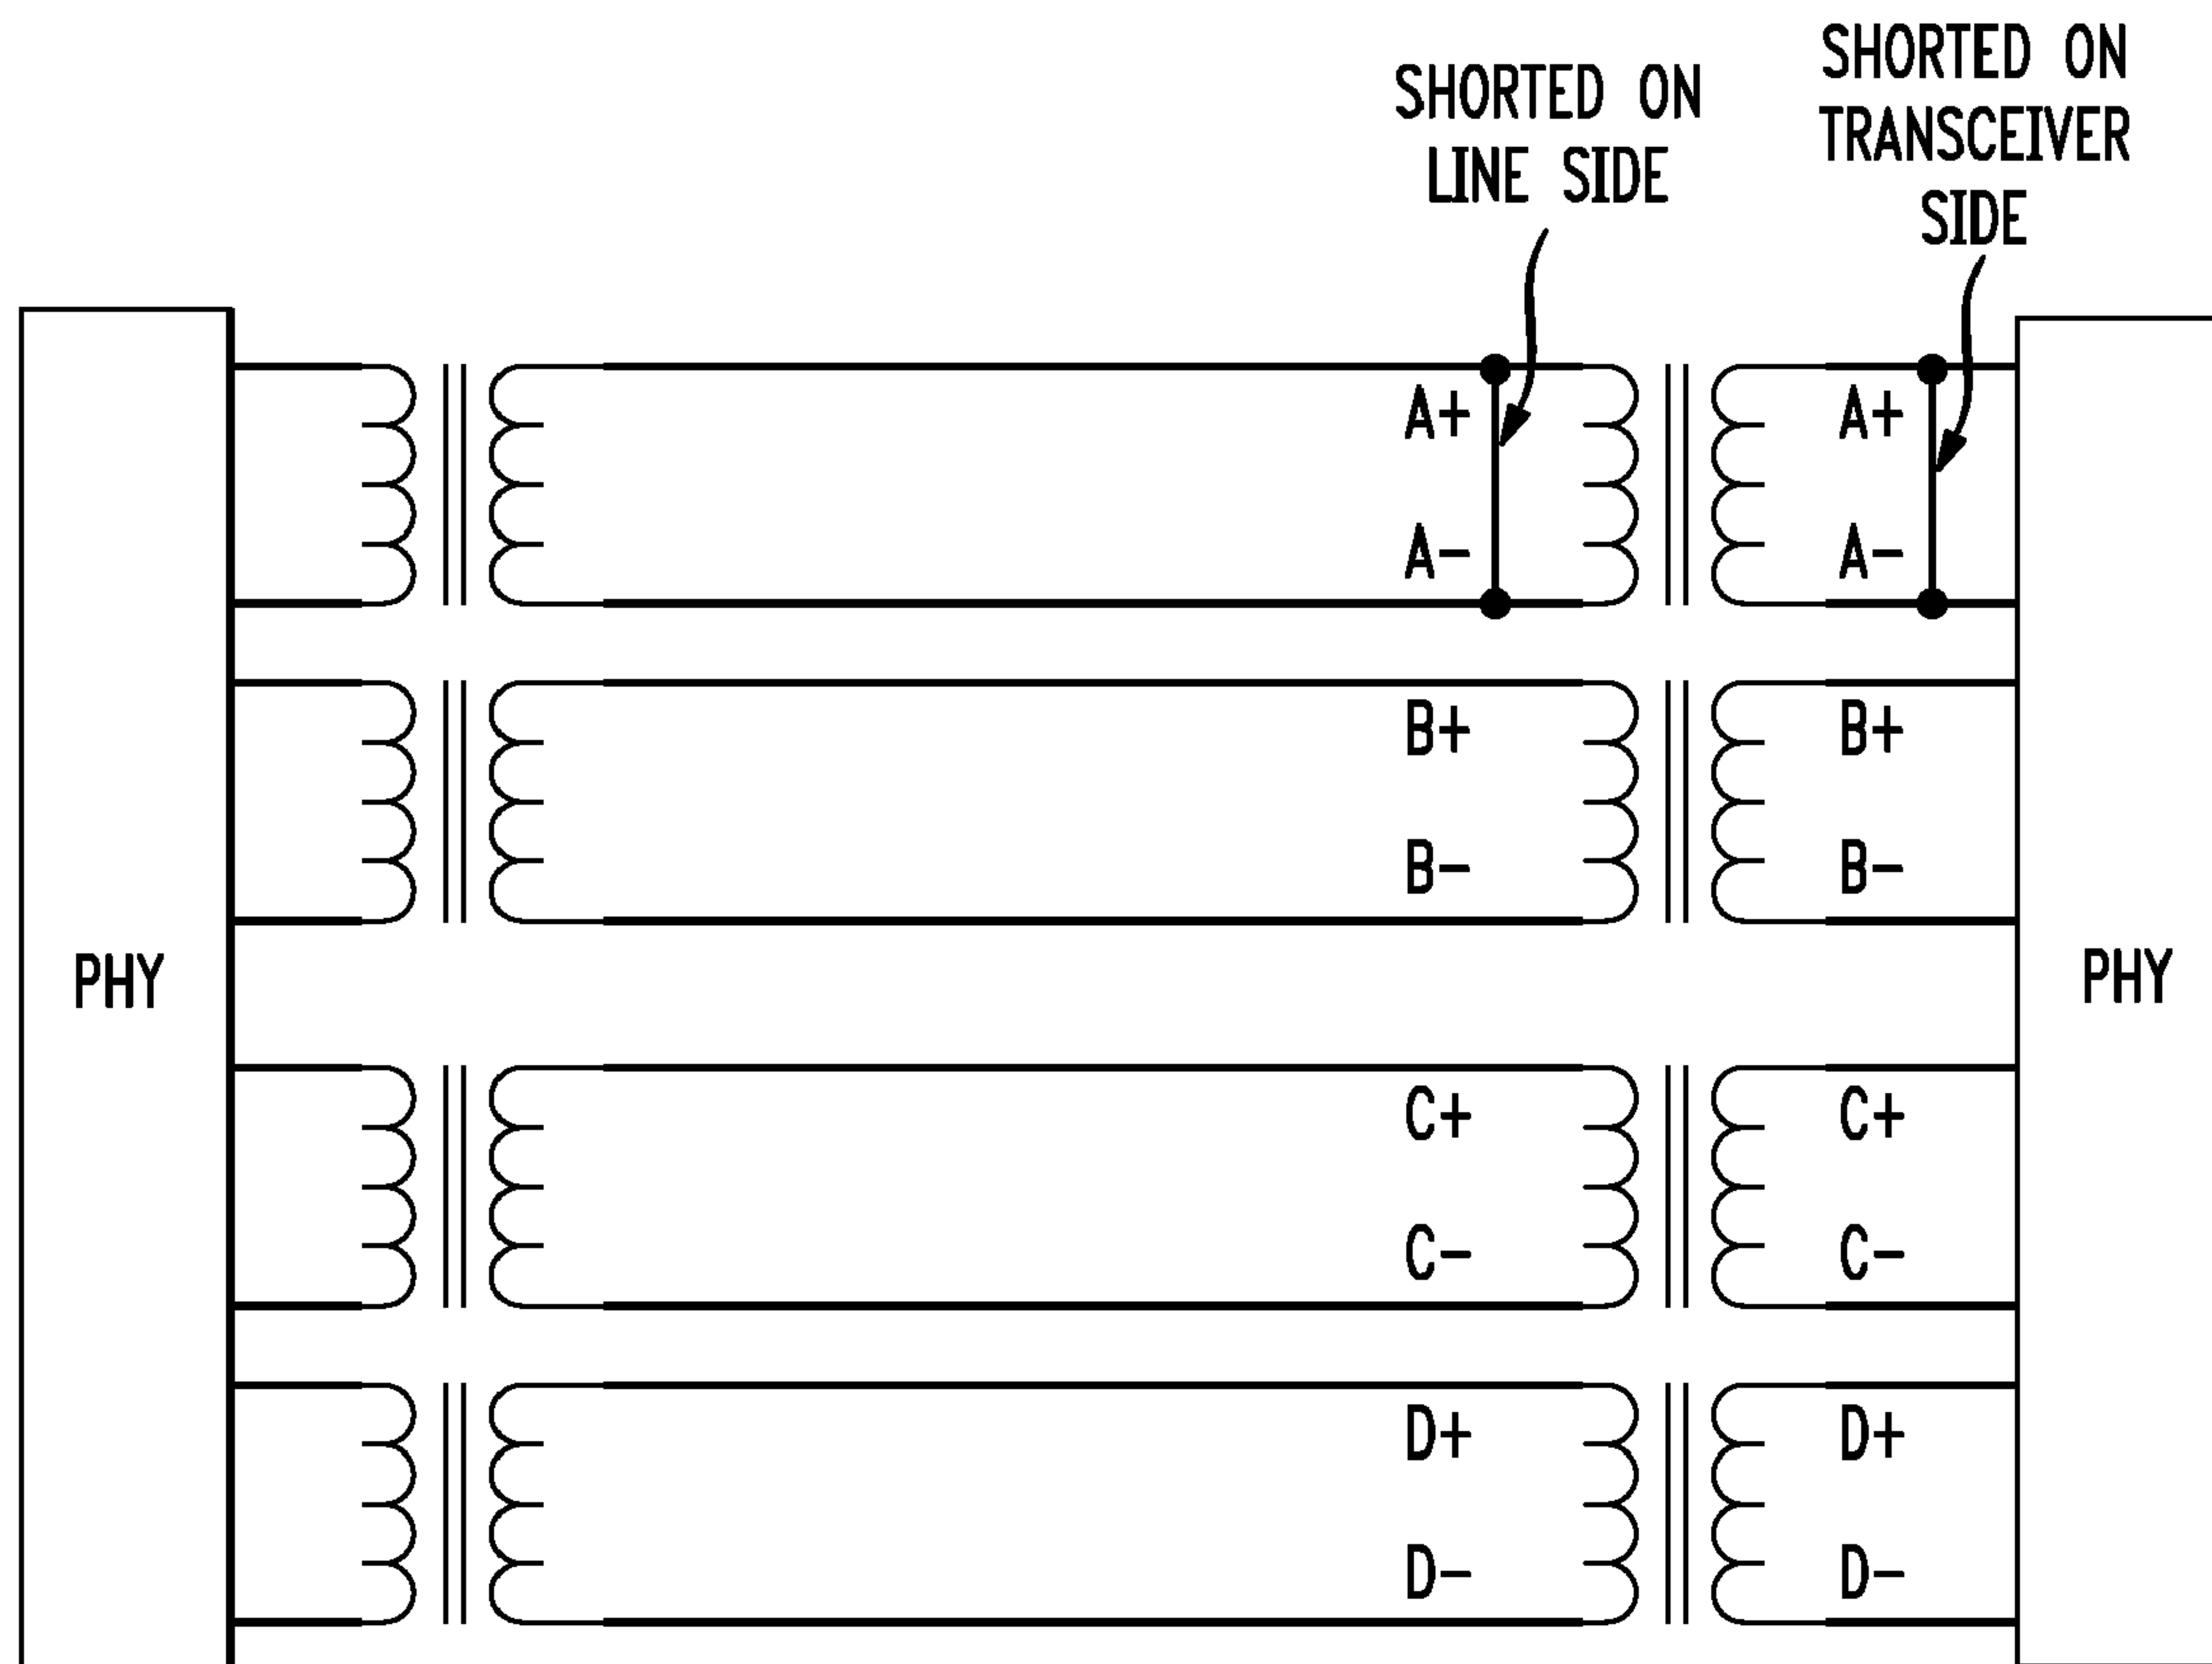 SHORTED ON
LINE SIDE
SHORTED ON
TRANSCEIVER
SIDE
A+ A+
A- A-
B+ B+
B- B-
PHY PHY
C+ C+
C- C-
D+ D+
D- D-